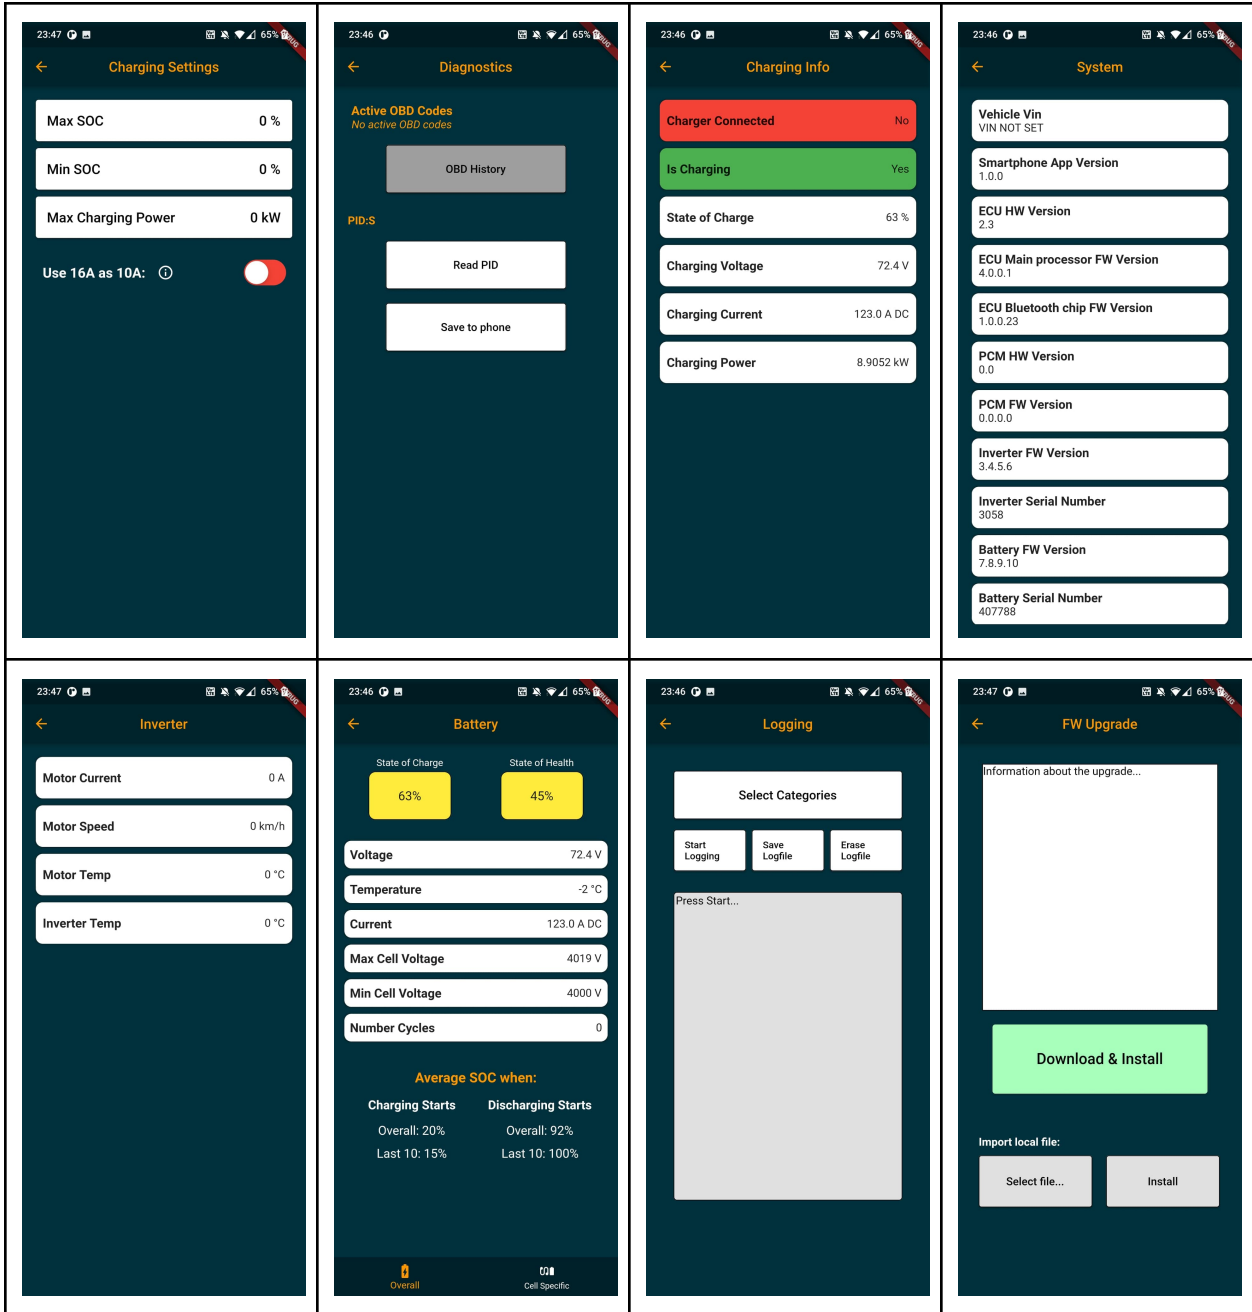 23:47 65%
Charging Settings
Max SOC 0 %
Min SOC 0 %
Max Charging Power 0 kW
Use 16A as 10A:
23:46 65%
Diagnostics
Active OBD Codes
No active OBD codes
OBD History
PID:S
Read PID
Save to phone
23:46 65%
Charging Info
Charger Connected No
Is Charging Yes
State of Charge 63 %
Charging Voltage 72.4 V
Charging Current 123.0 A DC
Charging Power 8.9052 kW
23:46 65%
System
Vehicle Vin
VIN NOT SET
Smartphone App Version
1.0.0
ECU HW Version
2.3
ECU Main processor FW Version
4.0.0.1
ECU Bluetooth chip FW Version
1.0.0.23
PCM HW Version
0.0
PCM FW Version
0.0.0.0
Inverter FW Version
3.4.5.6
Inverter Serial Number
3058
Battery FW Version
7.8.9.10
Battery Serial Number
407788
23:47 65%
Inverter
Motor Current 0 A
Motor Speed 0 km/h
Motor Temp 0 °C
Inverter Temp 0 °C
23:46 65%
Battery
State of Charge State of Health
63% 45%
Voltage 72.4 V
Temperature -2 °C
Current 123.0 A DC
Max Cell Voltage 4019 V
Min Cell Voltage 4000 V
Number Cycles 0
Average SOC when:
Charging Starts Discharging Starts
Overall: 20% Overall: 92%
Last 10: 15% Last 10: 100%
Overall Cell Specific
23:46 65%
Logging
Select Categories
Start Logging
Save Logfile
Erase Logfile
Press Start...
23:47 65%
FW Upgrade
Information about the upgrade...
Download & Install
Import local file:
Select file... Install